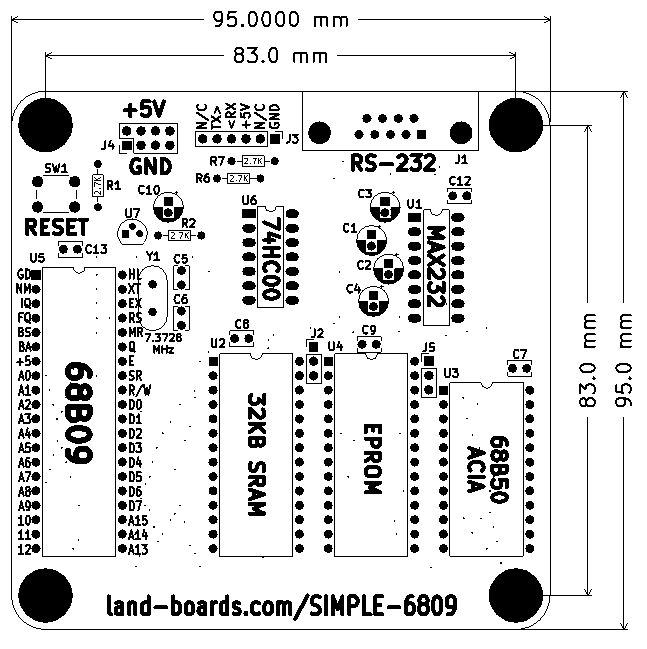 95.0000 mm
83.0 mm
+5V
N/C
TX>
<RX
+5V
N/C
GND
J3
J4
GND
RS-232
J1
SW1
R7 2.7K
R6 2.7K
2.7K R1
C10
C3
C12
RESET
U7
R2
2.7K
U6
74HC00
C1
U1
MAX232
C2
C4
U5
C13
Y1
C5
C6
7.3728
MHz
GD HL
NM XT
IQ EX
FQ RS
BS MR
BA Q
+5 E
A0 SR
A1 R/W
A2 D0
A3 D1
A4 D2
A5 D3
A6 D4
A7 D5
A8 D6
A9 D7
10 A15
11 A14
12 A13
68B09
C8
U2
J2
U4
C9
J5
U3
C7
32KB SRAM
EPROM
68B50
ACIA
83.0 mm
95.0 mm
land-boards.com/SIMPLE-6809